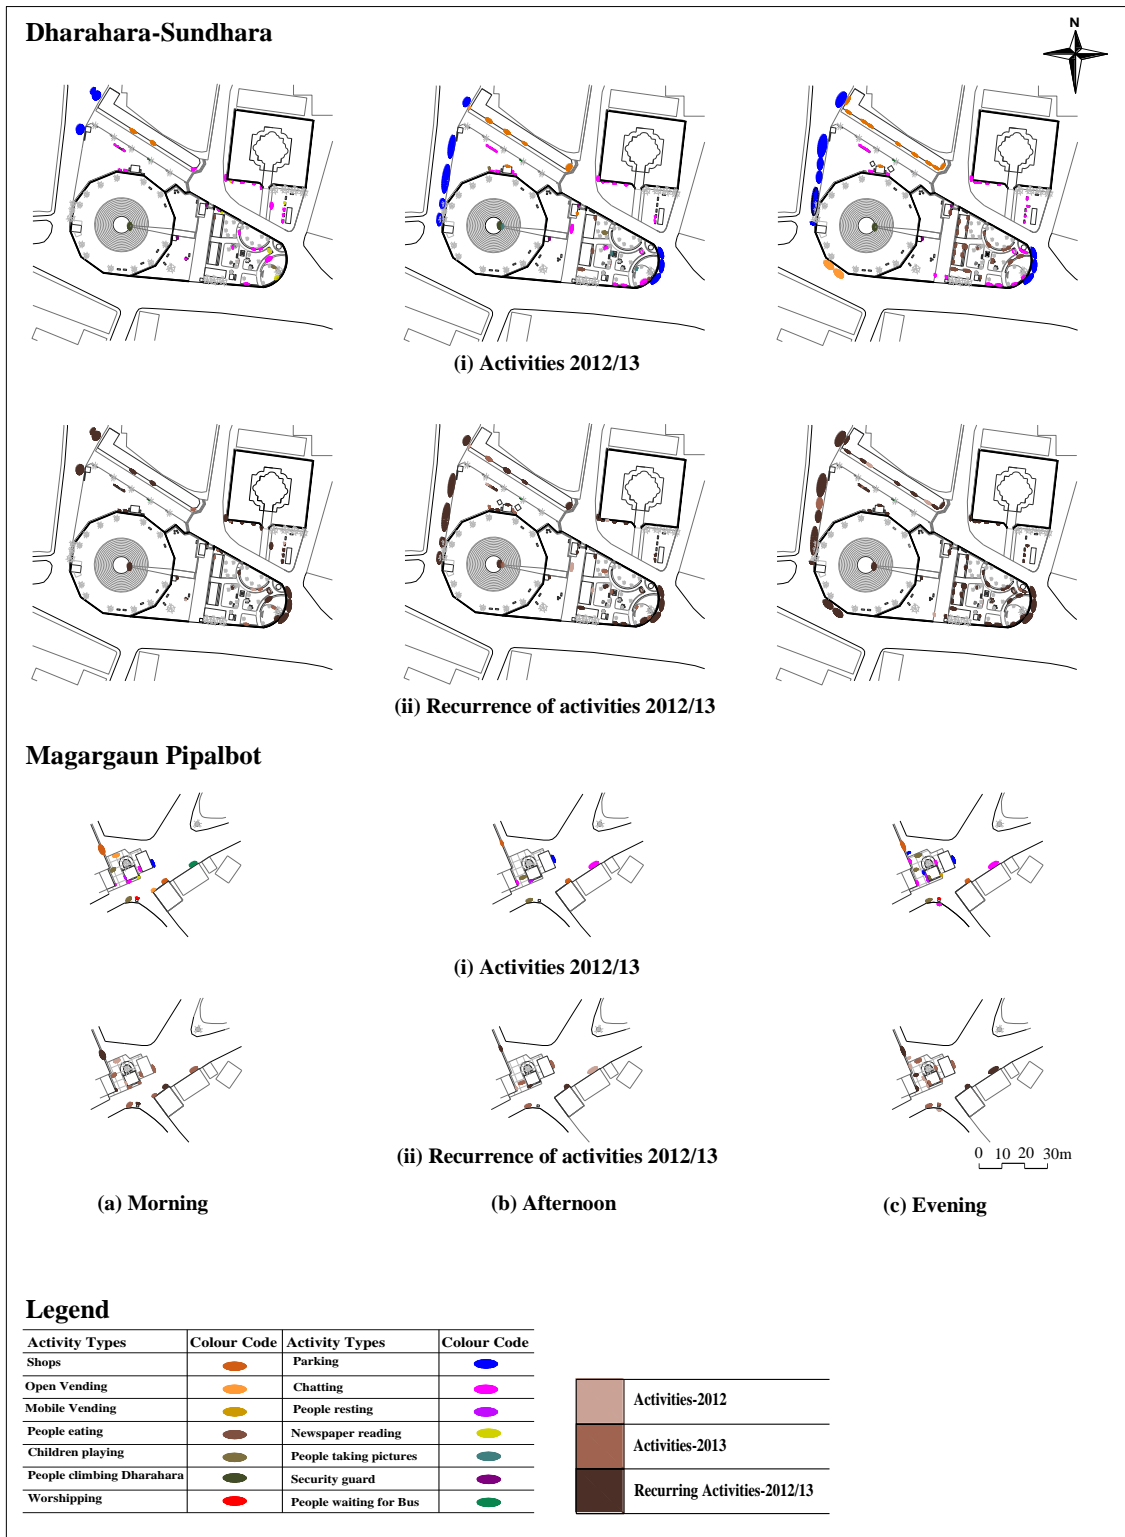 Dharahara-Sundhara
N
(i) Activities 2012/13
(ii) Recurrence of activities 2012/13
Magargaun Pipalbot
(i) Activities 2012/13
(ii) Recurrence of activities 2012/13
0 10 20 30m
(a) Morning (b) Afternoon (c) Evening
Legend
Activity Types Colour Code Activity Types Colour Code
Shops Parking
Open Vending Chatting
Mobile Vending People resting
People eating Newspaper reading
Children playing People taking pictures
People climbing Dharahara Security guard
Worshipping People waiting for Bus
Activities-2012
Activities-2013
Recurring Activities-2012/13